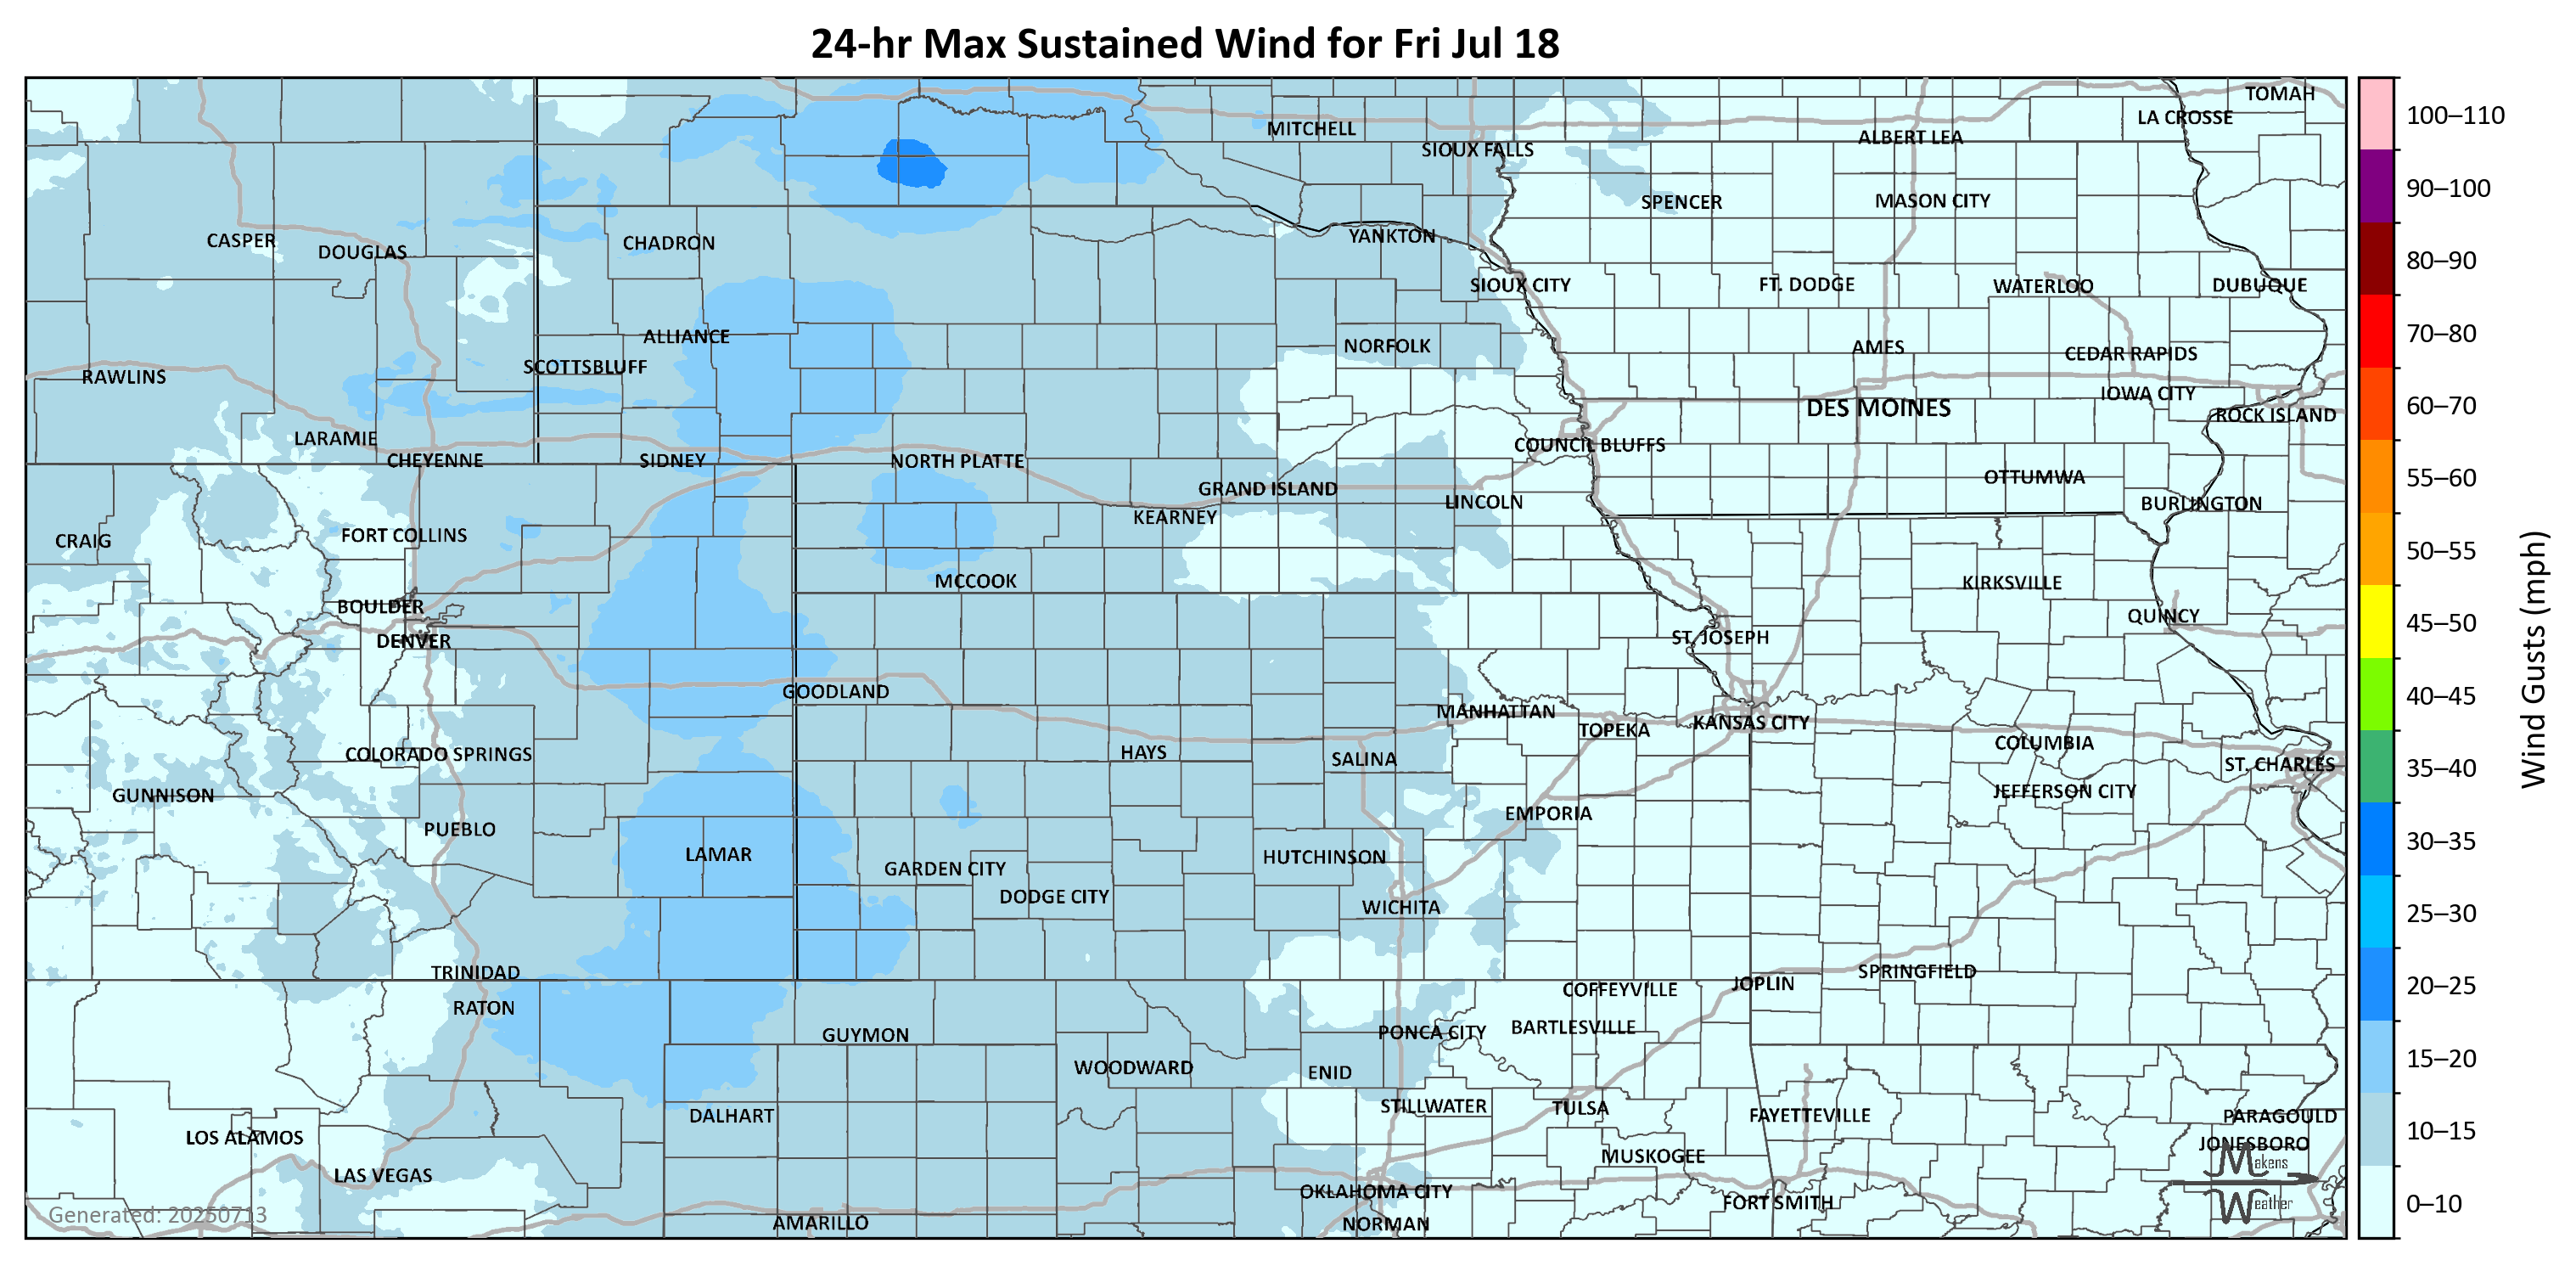 24-hr Max Sustained Wind for Fri Jul 18
TOMAH
LA CROSSE
MITCHELL
ALBERT LEA
SIOUX FALLS
SPENCER
MASON CITY
CASPER
DOUGLAS
CHADRON
YANKTON
SIOUX CITY
FT. DODGE
WATERLOO
DUBUQUE
ALLIANCE
NORFOLK
AMES
CEDAR RAPIDS
SCOTTSBLUFF
RAWLINS
IOWA CITY
DES MOINES
ROCK ISLAND
LARAMIE
COUNCIL BLUFFS
CHEYENNE
SIDNEY
NORTH PLATTE
OTTUMWA
GRAND ISLAND
LINCOLN
BURLINGTON
KEARNEY
CRAIG
FORT COLLINS
MCCOOK
KIRKSVILLE
BOULDER
QUINCY
DENVER
ST. JOSEPH
GOODLAND
MANHATTAN
TOPEKA
KANSAS CITY
COLORADO SPRINGS
HAYS
SALINA
COLUMBIA
ST. CHARLES
GUNNISON
JEFFERSON CITY
PUEBLO
EMPORIA
LAMAR
GARDEN CITY
HUTCHINSON
DODGE CITY
WICHITA
TRINIDAD
SPRINGFIELD
JOPLIN
COFFEYVILLE
RATON
GUYMON
PONCA CITY
BARTLESVILLE
WOODWARD
ENID
DALHART
STILLWATER
TULSA
FAYETTEVILLE
PARAGOULD
LOS ALAMOS
JONESBORO
LAS VEGAS
MUSKOGEE
OKLAHOMA CITY
FORT SMITH
AMARILLO
NORMAN
Generated: 20250713
Makens
Weather
100–110
90–100
80–90
70–80
60–70
55–60
50–55
45–50
40–45
35–40
30–35
25–30
20–25
15–20
10–15
0–10
Wind Gusts (mph)